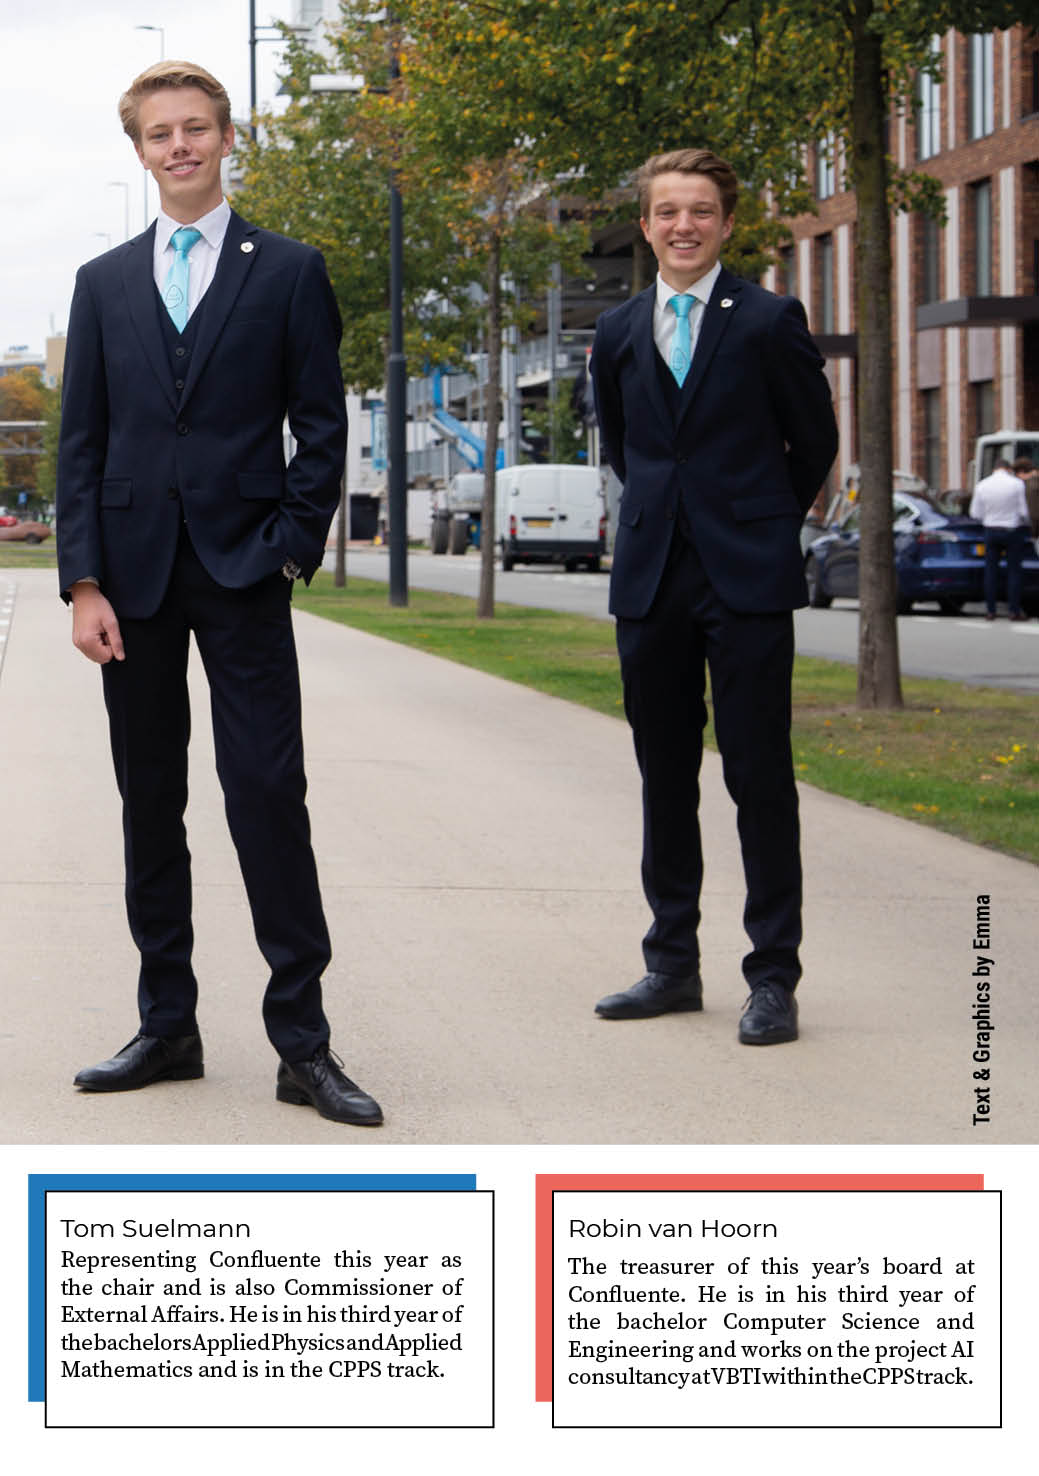 Text & Graphics by Emma
Tom Suelmann
Representing Confluente this year as
the chair and is also Commissioner of
External Affairs. He is in his third year of
the bachelors Applied Physics and Applied
Mathematics and is in the CPPS track.
Robin van Hoorn
The treasurer of this year’s board at
Confluente. He is in his third year of
the bachelor Computer Science and
Engineering and works on the project AI
consultancy at VBTI within the CPPS track.